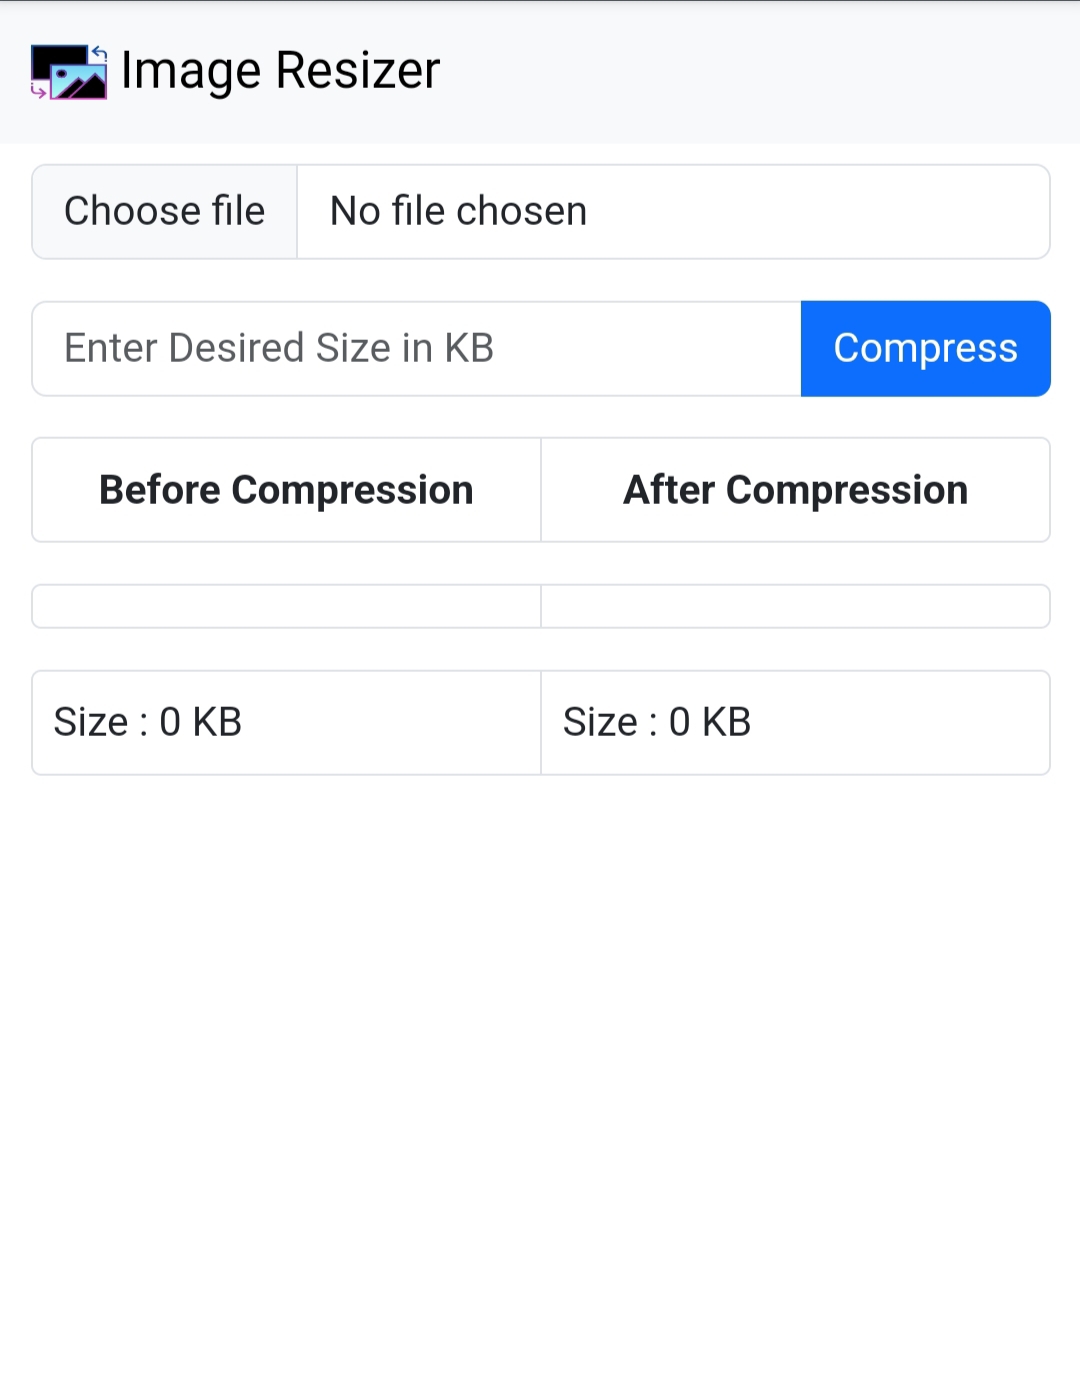 Image Resizer
Choose file No file chosen
Enter Desired Size in KB Compress
Before Compression After Compression
Size : 0 KB Size : 0 KB